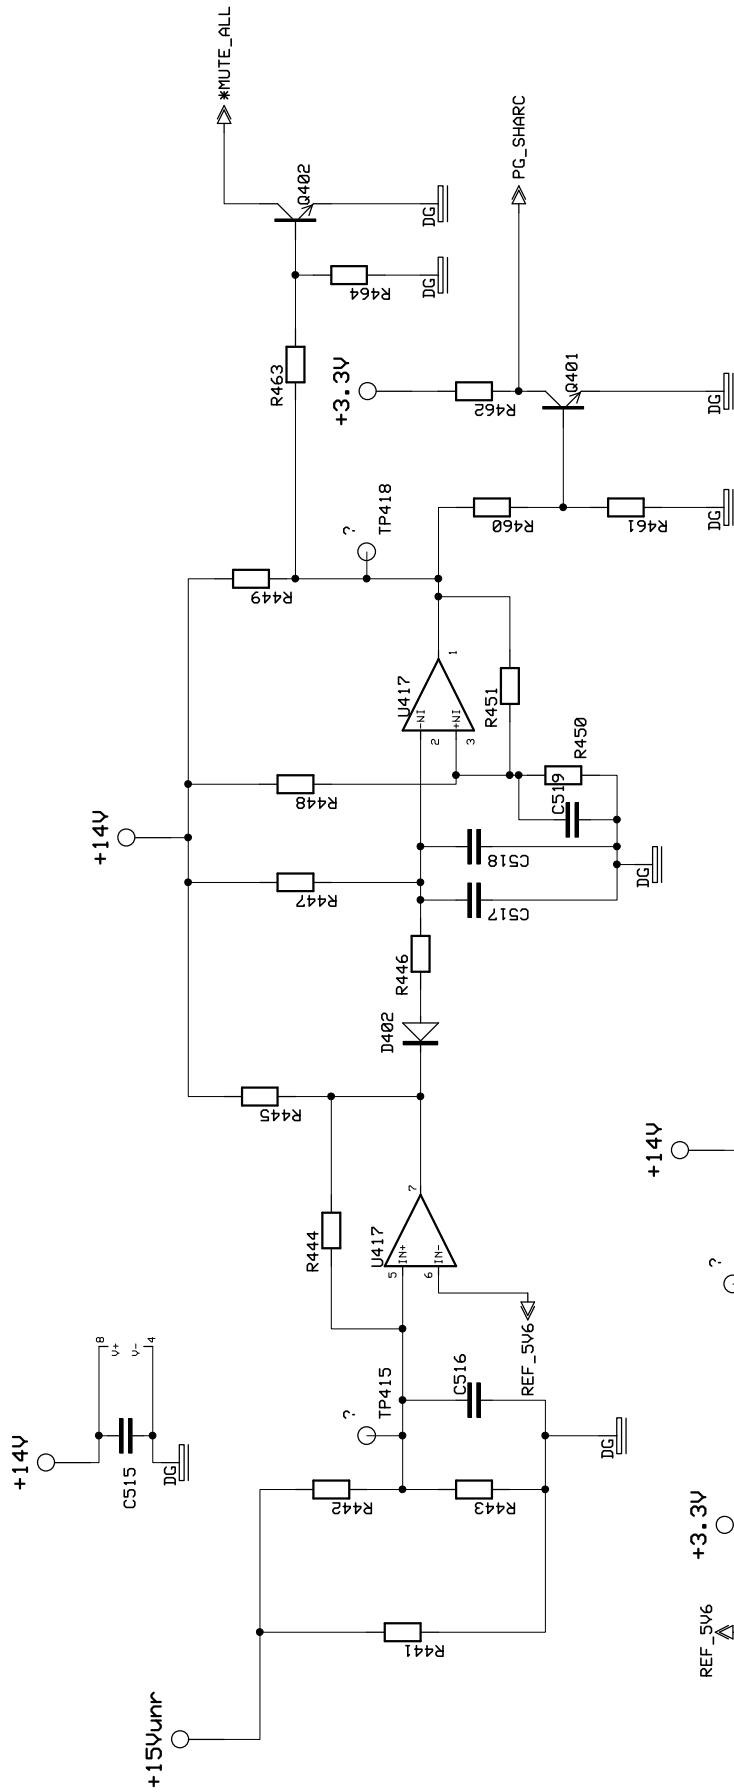 +15Vunr
R441
R442
R443
DG
+14V
C515
DG
8
V+
V-
4
?
TP415
C516
REF_5V6
R444
5
IN+
IN-
6
U417
7
R445
D402
R446
+14V
R447
R448
C517
C518
DG
C519
R450
R451
2
-NI
+NI
3
U417
1
R449
?
TP418
R460
R461
DG
R463
+3.3V
R462
Q401
DG
PG_SHARC
R464
DG
Q402
DG
*MUTE_ALL
REF_5V6
+3.3V
?
+14V